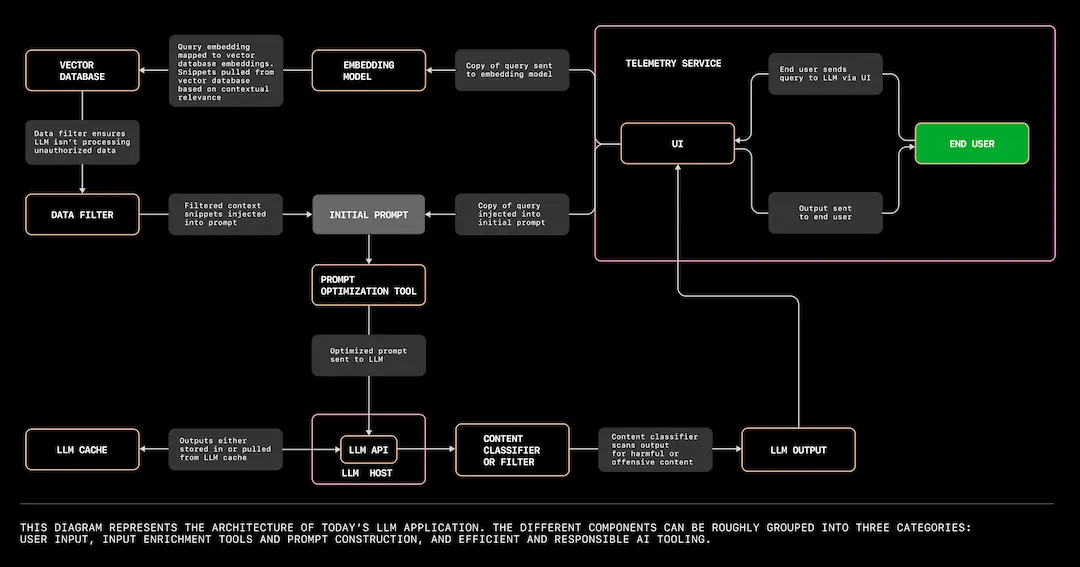 VECTOR
DATABASE
Query embedding
mapped to vector
database embeddings.
Snippets pulled from
vector database
based on contextual
relevance
EMBEDDING
MODEL
Copy of query sent
to embedding model
TELEMETRY SERVICE
End user sends
query to LLM via UI
UI
END USER
Output sent
to end user
Data filter ensures
LLM isn’t processing
unauthorized data
DATA FILTER
Filtered context
snippets injected
into prompt
INITIAL PROMPT
Copy of query
injected into
initial prompt
PROMPT
OPTIMIZATION TOOL
Optimized prompt
sent to LLM
LLM CACHE
Outputs either
stored in or pulled
from LLM cache
LLM API
LLM HOST
CONTENT
CLASSIFIER
OR FILTER
Content classifier
scans output
for harmful or
offensive content
LLM OUTPUT
THIS DIAGRAM REPRESENTS THE ARCHITECTURE OF TODAY’S LLM APPLICATION. THE DIFFERENT COMPONENTS CAN BE ROUGHLY GROUPED INTO THREE CATEGORIES:
USER INPUT, INPUT ENRICHMENT TOOLS AND PROMPT CONSTRUCTION, AND EFFICIENT AND RESPONSIBLE AI TOOLING.